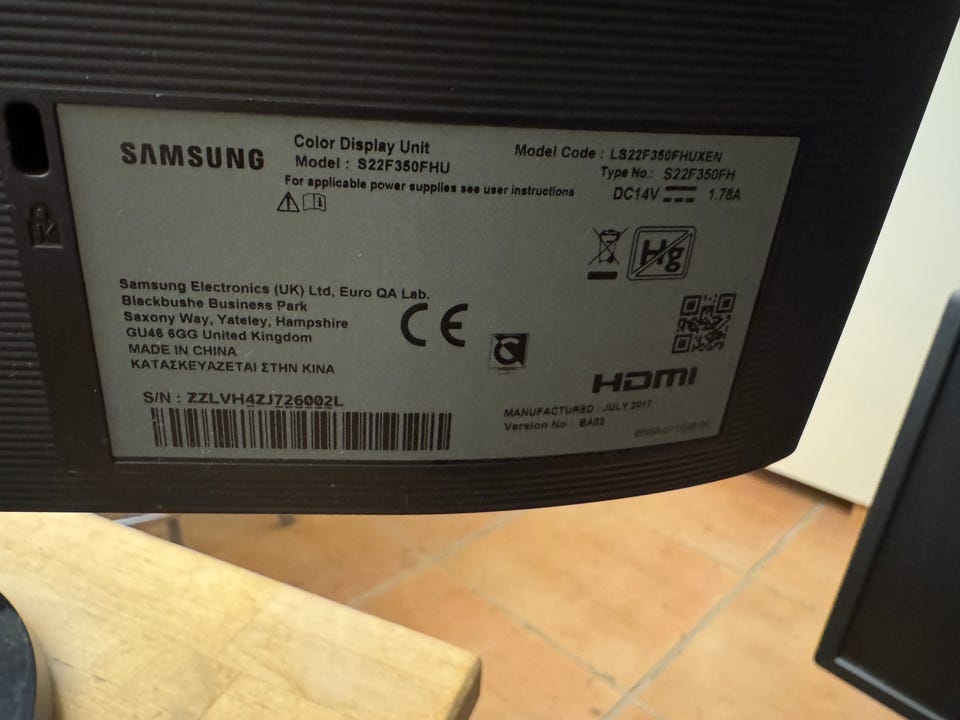 SAMSUNG
Color Display Unit
Model : S22F350FHU
For applicable power supplies see user instructions
Model Code : LS22F350FHUXEN
Type No.: S22F350FH
DC14V 1.78A
Hg
Samsung Electronics (UK) Ltd, Euro QA Lab.
Blackbushe Business Park
Saxony Way, Yateley, Hampshire
GU46 6GG United Kingdom
MADE IN CHINA
ΚΑΤΑΣΚΕΥΑΖΕΤΑΙ ΣΤΗΝ ΚΙΝΑ
CE
HDMI
S/N : ZZLVH4ZJ726002L
MANUFACTURED : JULY 2017
Version No : BA03